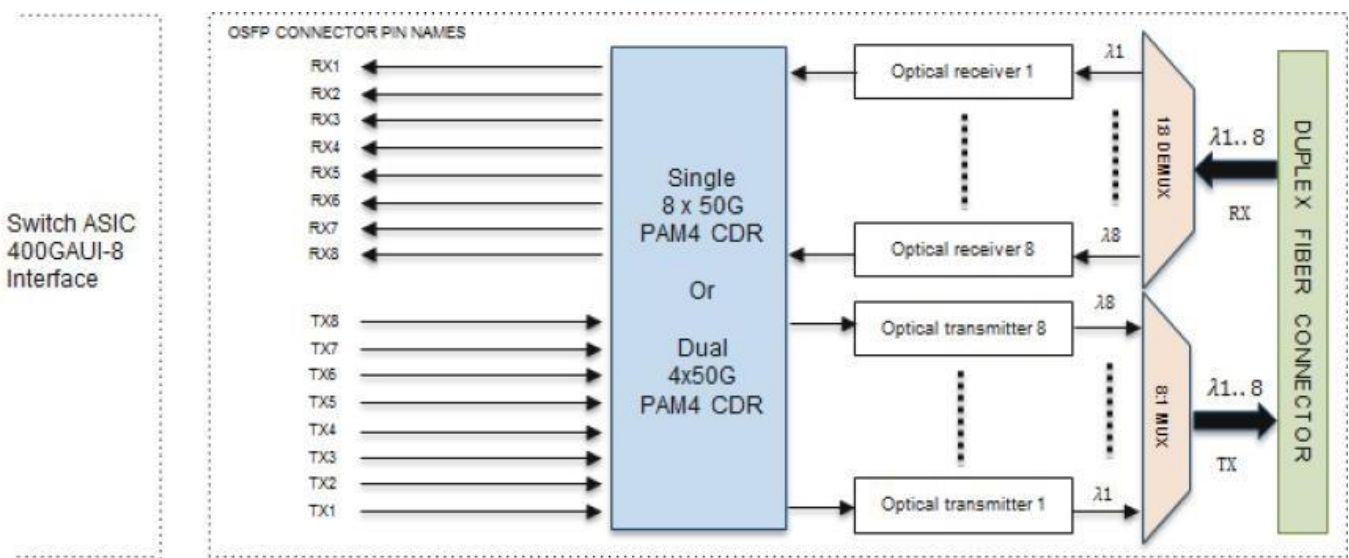 OSFP CONNECTOR PIN NAMES
Switch ASIC
400GAUI-8
Interface
RX1
RX2
RX3
RX4
RX5
RX6
RX7
RX8
TX8
TX7
TX6
TX5
TX4
TX3
TX2
TX1
Single
8 x 50G
PAM4 CDR
Or
Dual
4x50G
PAM4 CDR
Optical receiver 1
λ1
Optical receiver 8
λ8
Optical transmitter 8
λ8
Optical transmitter 1
λ1
1:8 DEMUX
8:1 MUX
λ1..8
RX
λ1..8
TX
DUPLEX FIBER CONNECTOR